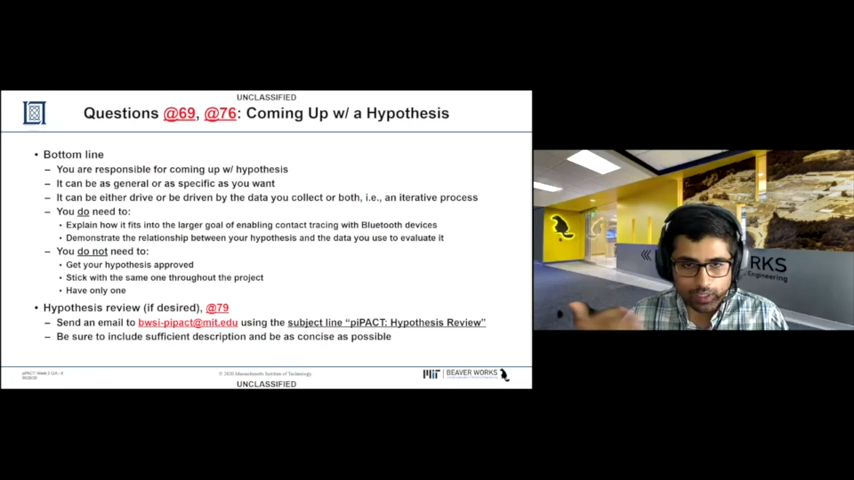 UNCLASSIFIED
Questions @69, @76: Coming Up w/ a Hypothesis
• Bottom line
– You are responsible for coming up w/ hypothesis
– It can be as general or as specific as you want
– It can be either drive or be driven by the data you collect or both, i.e., an iterative process
– You do need to:
• Explain how it fits into the larger goal of enabling contact tracing with Bluetooth devices
• Demonstrate the relationship between your hypothesis and the data you use to evaluate it
– You do not need to:
• Get your hypothesis approved
• Stick with the same one throughout the project
• Have only one
• Hypothesis review (if desired), @79
– Send an email to bwsi-pipact@mit.edu using the subject line “piPACT: Hypothesis Review”
– Be sure to include sufficient description and be as concise as possible
© 2020 Massachusetts Institute of Technology
UNCLASSIFIED
MIT BEAVER WORKS
RKS
Engineering